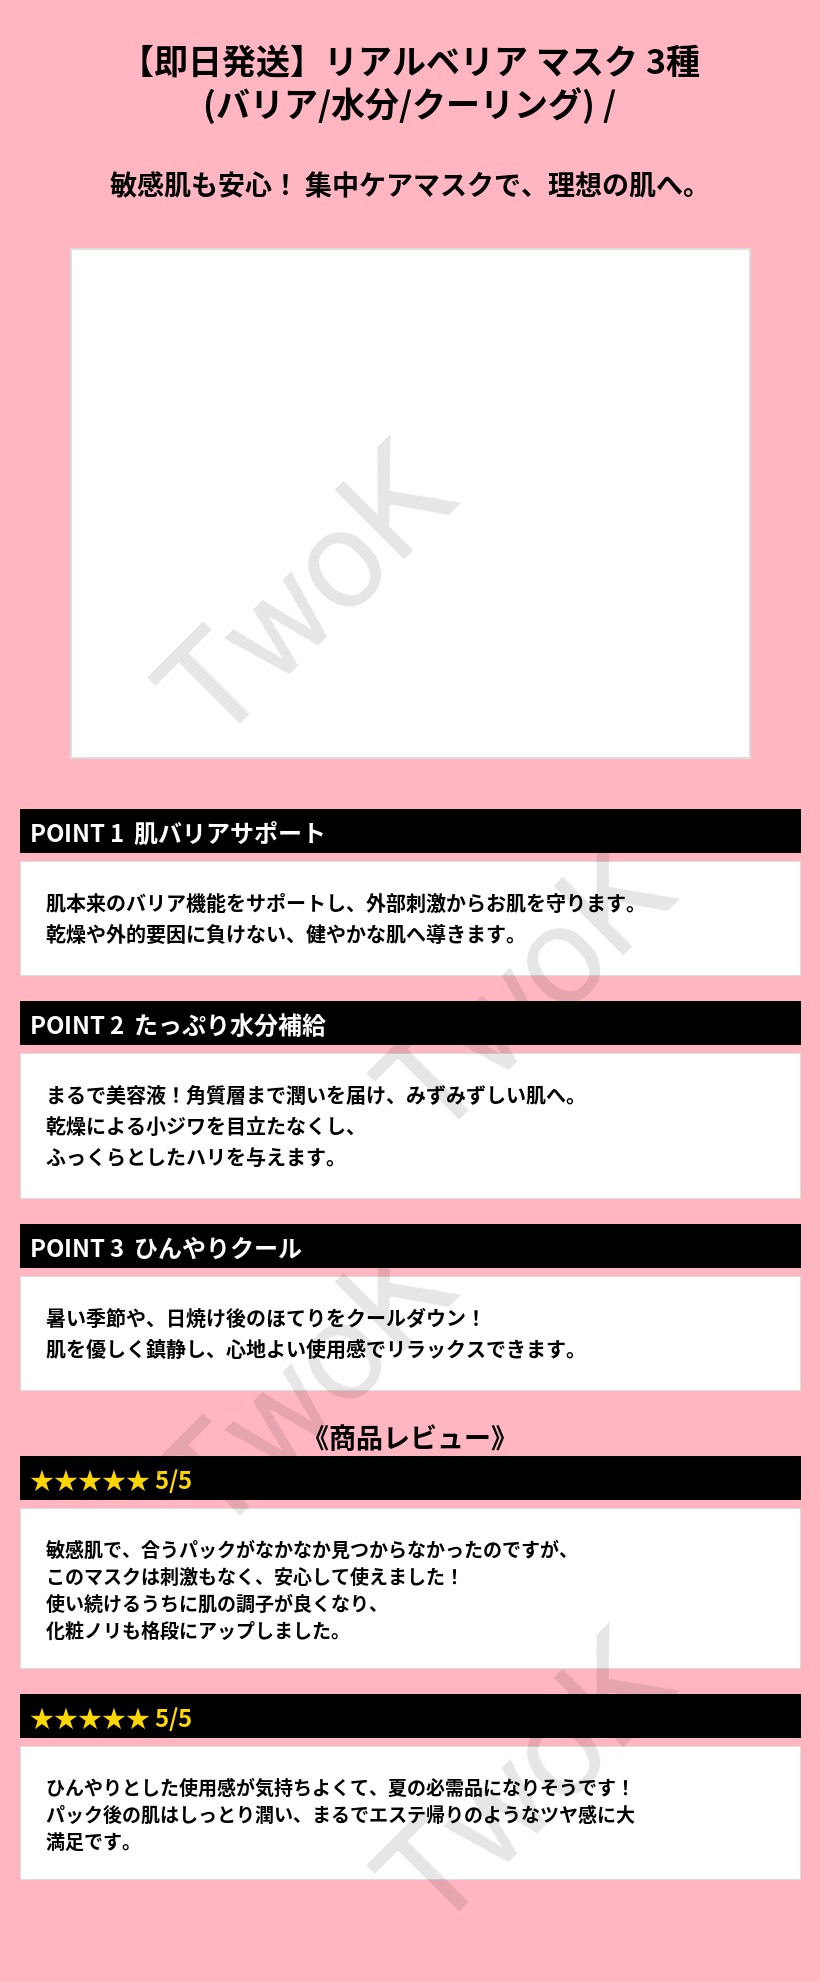 【即日発送】リアルベリア マスク 3種
(バリア/水分/クーリング) /
敏感肌も安心！ 集中ケアマスクで、理想の肌へ。
TwoK
POINT 1 肌バリアサポート
肌本来のバリア機能をサポートし、外部刺激からお肌を守ります。
乾燥や外的要因に負けない、健やかな肌へ導きます。
TwoK
POINT 2 たっぷり水分補給
まるで美容液！角質層まで潤いを届け、みずみずしい肌へ。
乾燥による小ジワを目立たなくし、
ふっくらとしたハリを与えます。
POINT 3 ひんやりクール
暑い季節や、日焼け後のほてりをクールダウン！
肌を優しく鎮静し、心地よい使用感でリラックスできます。
TwoK
《商品レビュー》
★★★★★ 5/5
敏感肌で、合うパックがなかなか見つからなかったのですが、
このマスクは刺激もなく、安心して使えました！
使い続けるうちに肌の調子が良くなり、
化粧ノリも格段にアップしました。
★★★★★ 5/5
ひんやりとした使用感が気持ちよくて、夏の必需品になりそうです！
パック後の肌はしっとり潤い、まるでエステ帰りのようなツヤ感に大
満足です。
TwoK